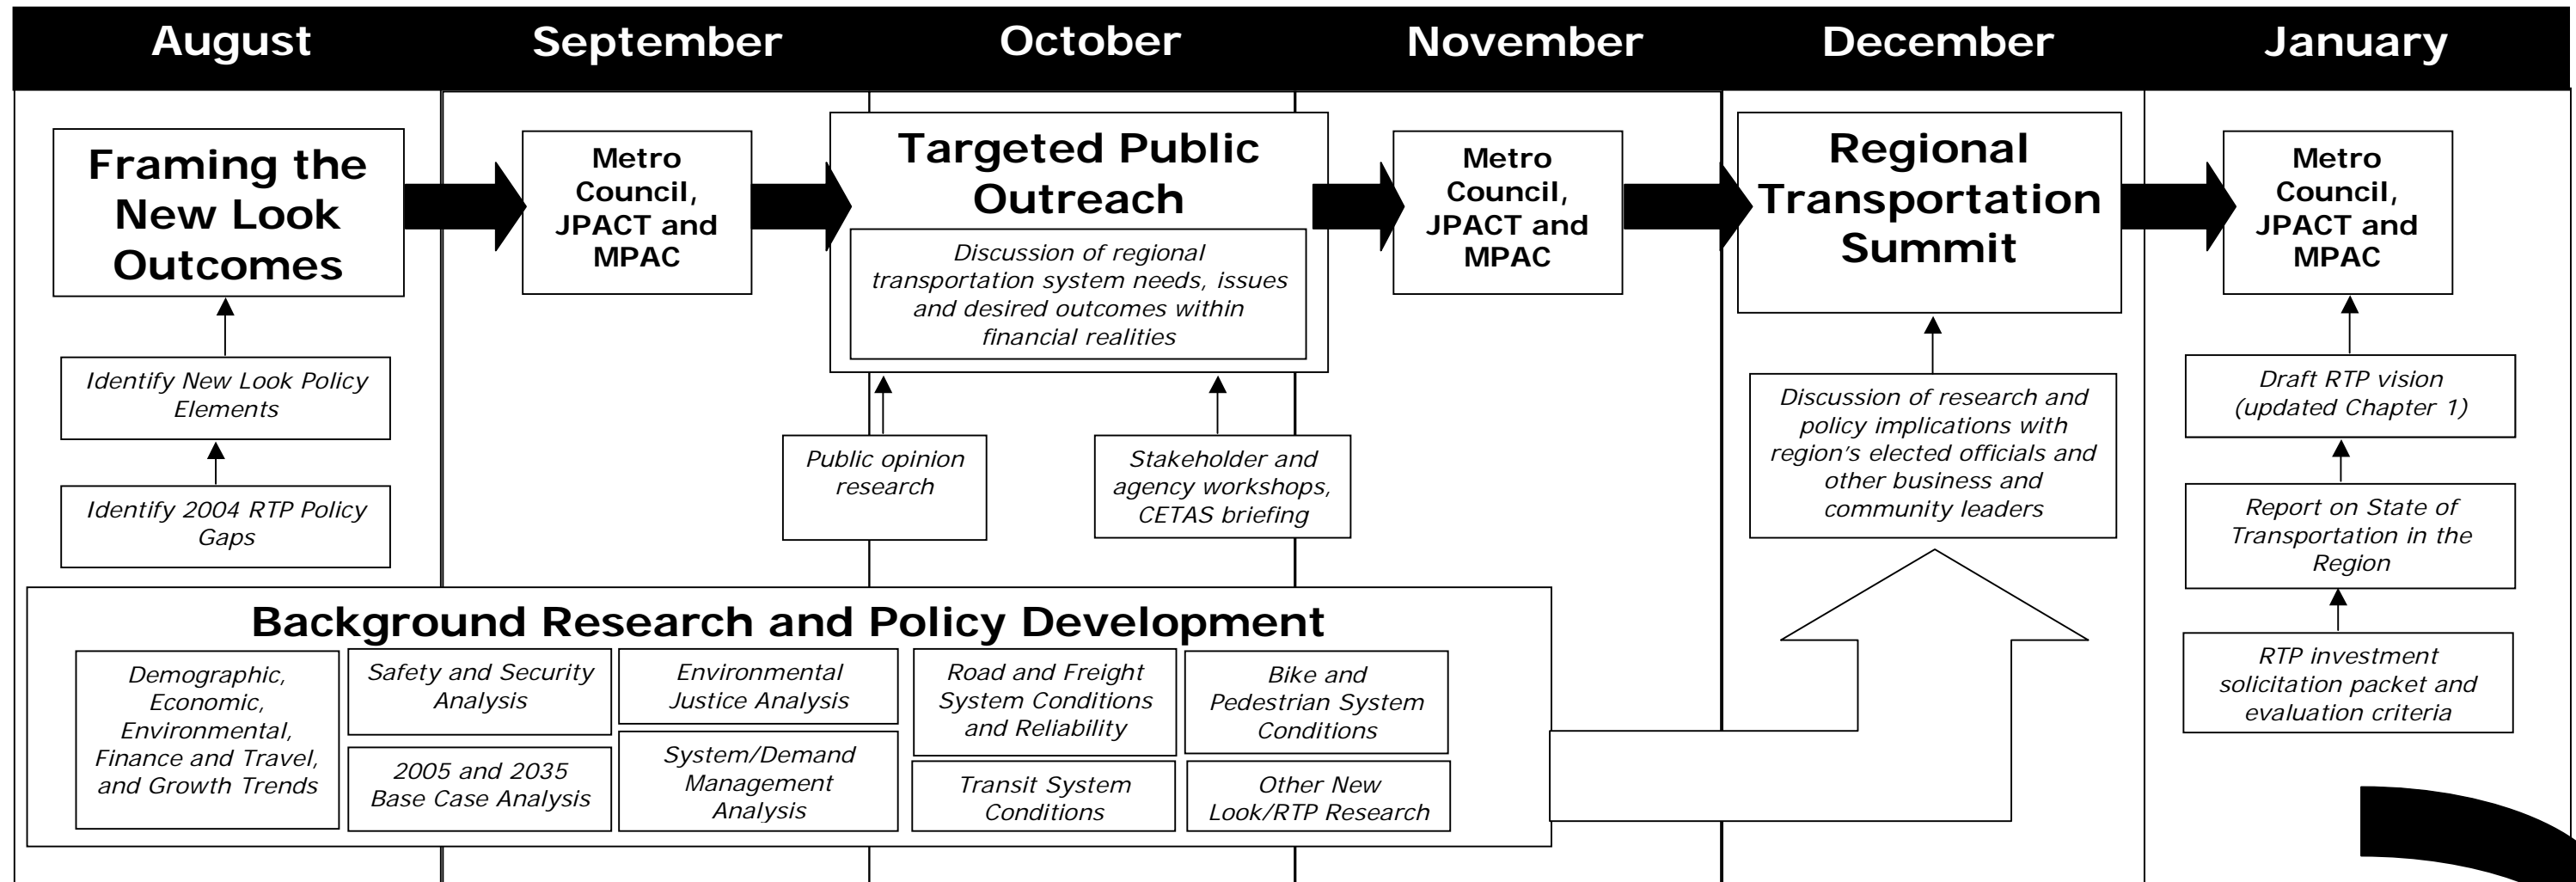 August
September
October
November
December
January
Framing the
New Look
Outcomes
Metro
Council,
JPACT and
MPAC
Targeted Public
Outreach
Discussion of regional
transportation system needs, issues
and desired outcomes within
financial realities
Metro
Council,
JPACT and
MPAC
Regional
Transportation
Summit
Metro
Council,
JPACT and
MPAC
Identify New Look Policy
Elements
Identify 2004 RTP Policy
Gaps
Public opinion
research
Stakeholder and
agency workshops,
CETAS briefing
Discussion of research and
policy implications with
region's elected officials and
other business and
community leaders
Draft RTP vision
(updated Chapter 1)
Report on State of
Transportation in the
Region
RTP investment
solicitation packet and
evaluation criteria
Background Research and Policy Development
Demographic,
Economic,
Environmental,
Finance and Travel,
and Growth Trends
Safety and Security
Analysis
2005 and 2035
Base Case Analysis
Environmental
Justice Analysis
System/Demand
Management
Analysis
Road and Freight
System Conditions
and Reliability
Transit System
Conditions
Bike and
Pedestrian System
Conditions
Other New
Look/RTP Research